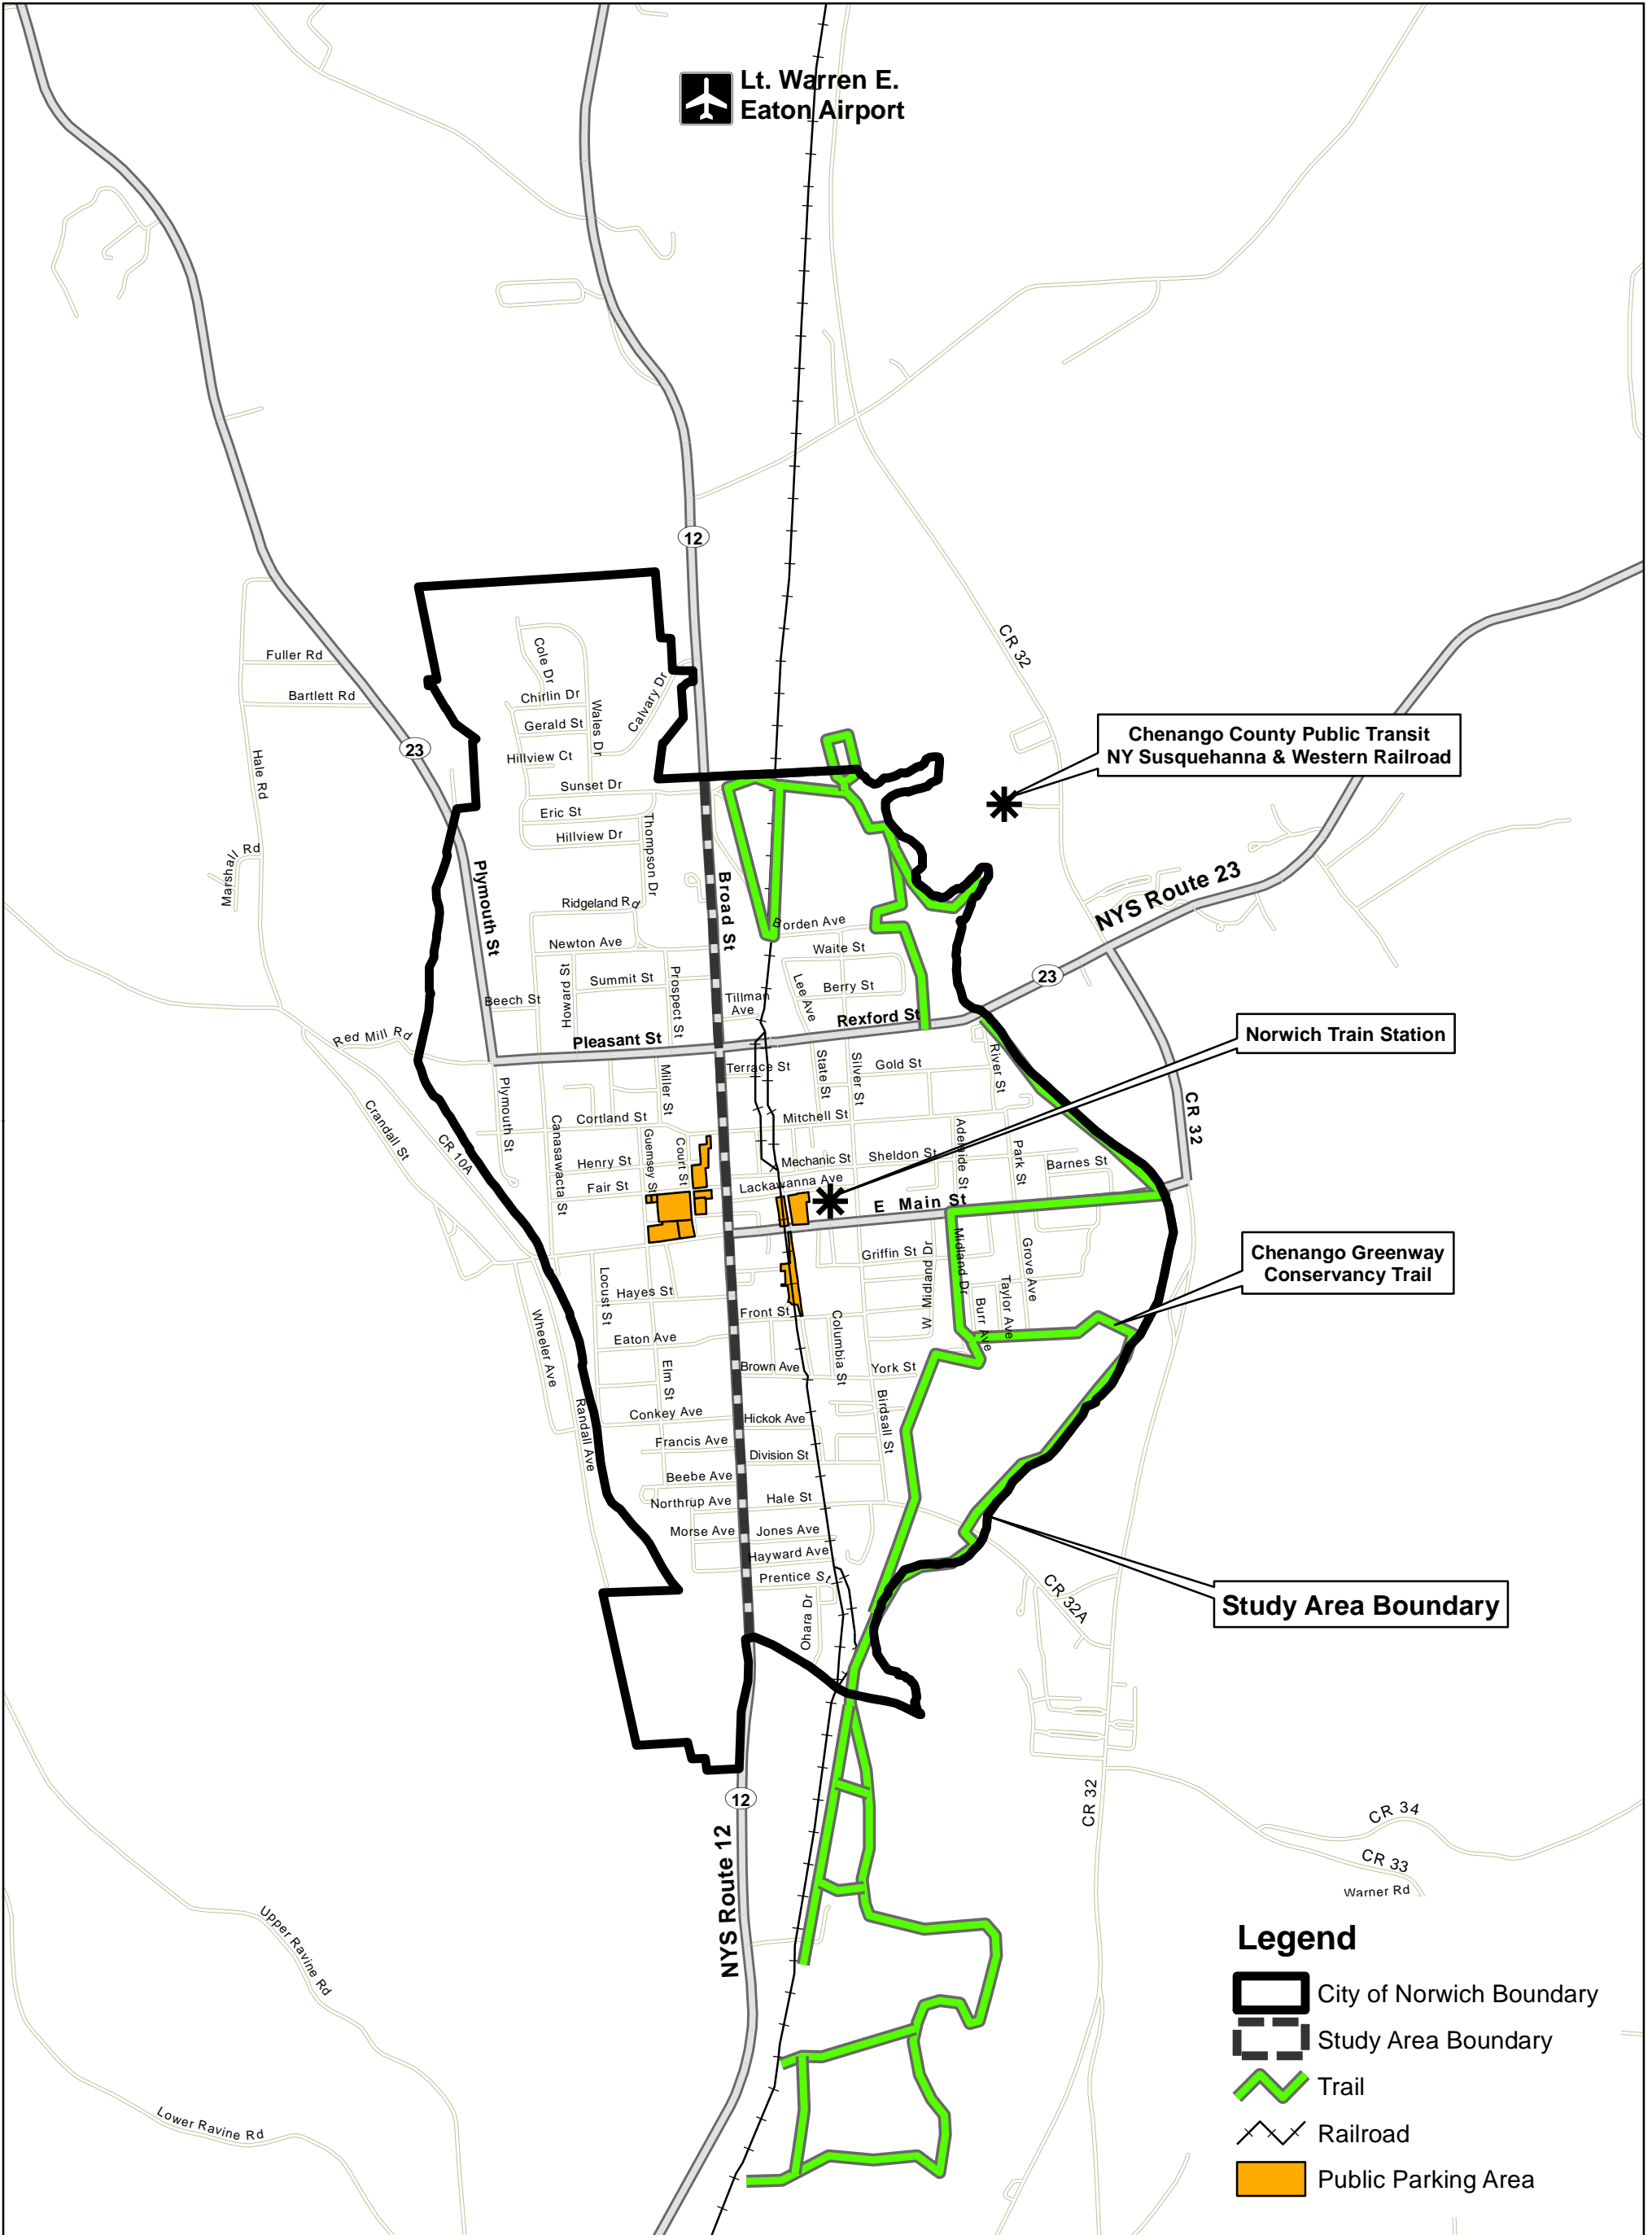 Lt. Warren E.
Eaton Airport
12
CR 32
Fuller Rd
Cole Dr
Bartlett Rd
Chirlin Dr
Calvary Dr
Wales Dr
Gerald St
23
Hillview Ct
Hale Rd
Chenango County Public Transit
NY Susquehanna & Western Railroad
Sunset Dr
Eric St
Hillview Dr
Thompson Dr
Marshall Rd
Plymouth St
Broad St
NYS Route 23
Ridgeland Rd
Borden Ave
Newton Ave
Waite St
23
Howard St
Summit St
Prospect St
Lee Ave
Berry St
Beech St
Tillman
Ave
Rexford St
Red Mill Rd
Pleasant St
Norwich Train Station
Terrace St
State St
Silver St
Gold St
River St
Plymouth St
Miller St
CR 32
Crandall St
Cortland St
Mitchell St
CR 10A
Canasawacta St
Guernsey St
Court St
Adelaide St
Park St
Henry St
Mechanic St
Sheldon St
Barnes St
Fair St
Lackawanna Ave
E Main St
Griffin St
W Midland Dr
Midland Dr
Grove Ave
Chenango Greenway
Conservancy Trail
Locust St
Hayes St
Taylor Ave
Burr Ave
Front St
Columbia St
Wheeler Ave
Eaton Ave
Elm St
Brown Ave
York St
Birdsall St
Randall Ave
Conkey Ave
Hickok Ave
Francis Ave
Division St
Beebe Ave
Northrup Ave
Hale St
Morse Ave
Jones Ave
Hayward Ave
Prentice St
CR 32A
Study Area Boundary
Ohara Dr
12
CR 32
CR 34
NYS Route 12
CR 33
Warner Rd
Upper Ravine Rd
Lower Ravine Rd
Legend
City of Norwich Boundary
Study Area Boundary
Trail
Railroad
Public Parking Area